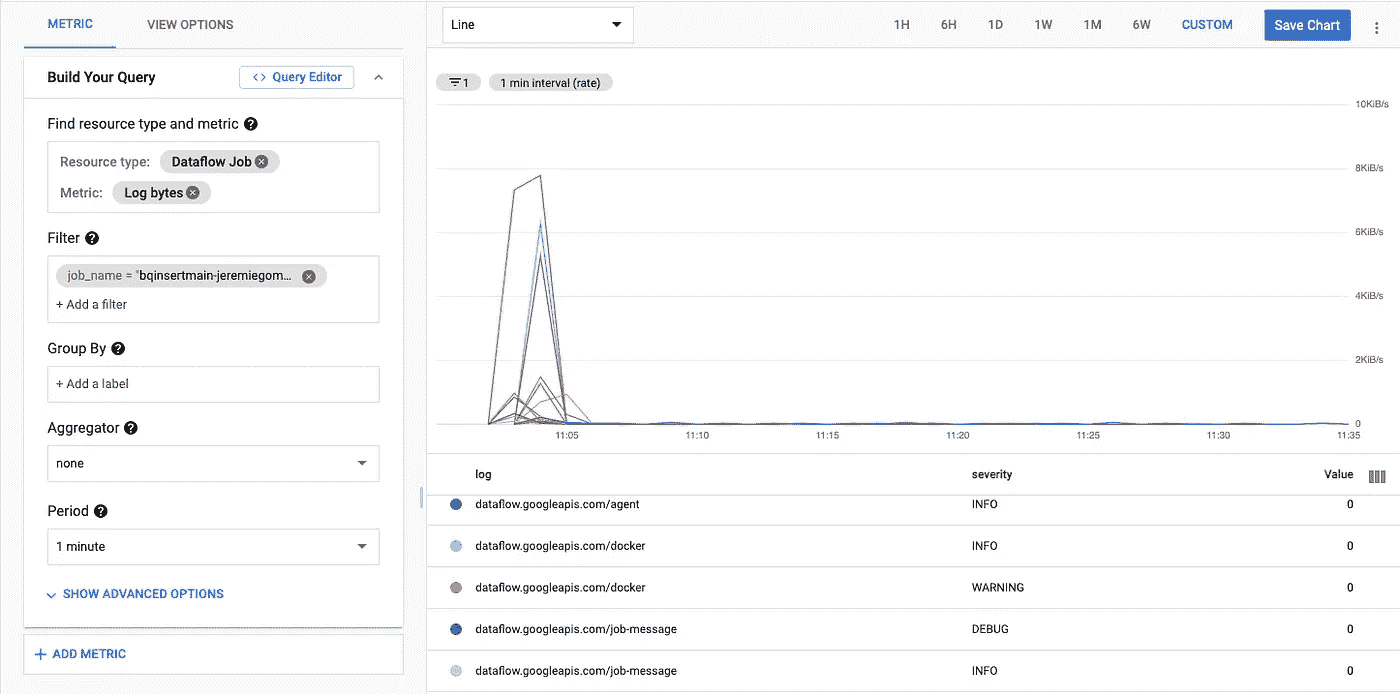 METRIC
VIEW OPTIONS
Build Your Query
<> Query Editor
Find resource type and metric ?
Resource type: Dataflow Job
Metric: Log bytes
Filter ?
job_name = "bqinsertmain-jeremiegom...
+ Add a filter
Group By ?
+ Add a label
Aggregator ?
none
Period ?
1 minute
SHOW ADVANCED OPTIONS
+ ADD METRIC
Line
1H 6H 1D 1W 1M 6W CUSTOM
Save Chart
1
1 min interval (rate)
10KiB/s
8KiB/s
6KiB/s
4KiB/s
2KiB/s
0
11:05 11:10 11:15 11:20 11:25 11:30 11:35
log severity Value
dataflow.googleapis.com/agent INFO 0
dataflow.googleapis.com/docker INFO 0
dataflow.googleapis.com/docker WARNING 0
dataflow.googleapis.com/job-message DEBUG 0
dataflow.googleapis.com/job-message INFO 0